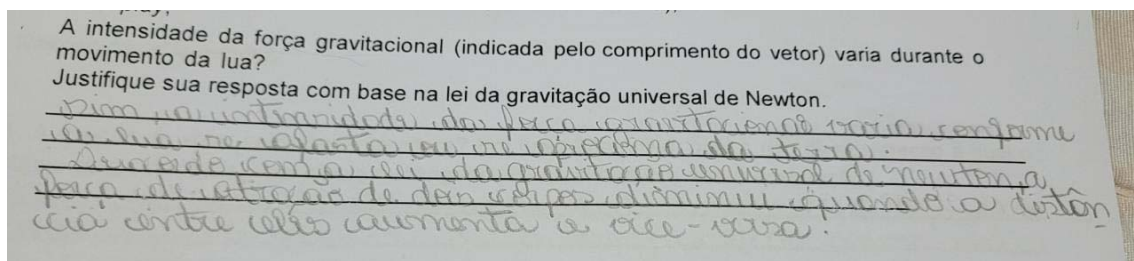 A intensidade da força gravitacional (indicada pelo comprimento do vetor) varia durante o
movimento da lua?
Justifique sua resposta com base na lei da gravitação universal de Newton.
Sim, a intensidade da força gravitacional varia conforme
a lua se afasta ou se aproxima da terra.
De acordo com a lei da gravitação universal de newton, a
força de atração de dois corpos diminui quando a distân
cia entre eles aumenta e vice-versa.